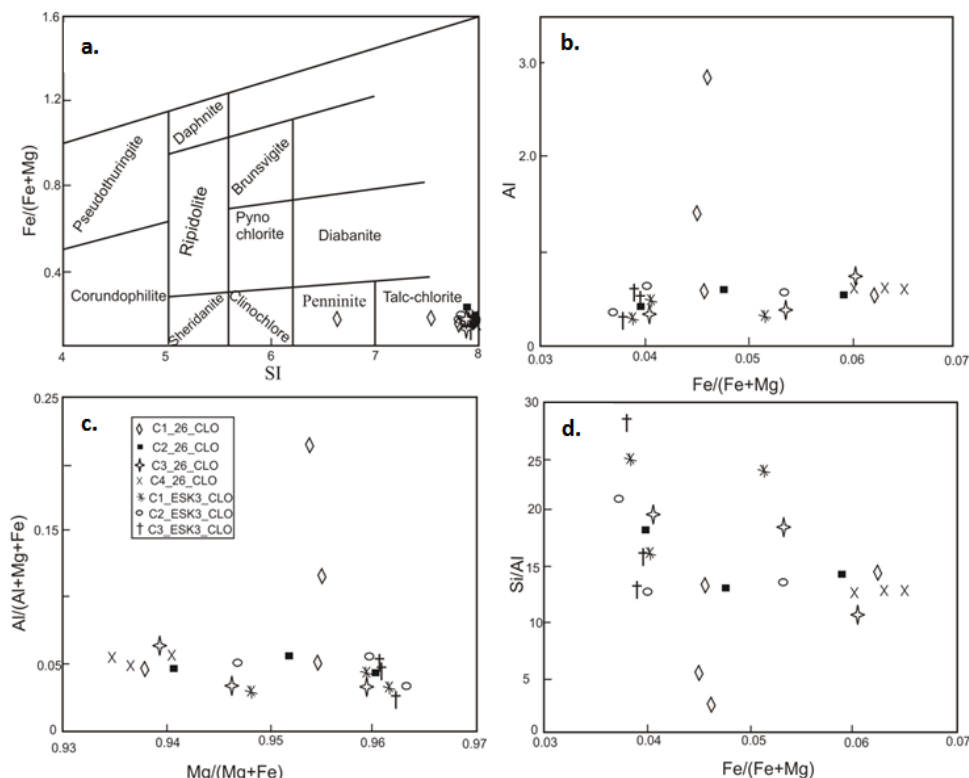 a.
1.6
1.2
0.8
0.4
Fe/(Fe+Mg)
Pseudothuringite
Daphnite
Ripidolite
Brunsvigite
Pyno
chlorite
Diabanite
Corundophilite
Sheridanite
Clinochlore
Penninite
Talc-chlorite
4
5
6
7
8
SI
b.
3.0
2.0
1.0
0
Al
0.03
0.04
0.05
0.06
0.07
Fe/(Fe+Mg)
c.
0.25
0.15
0.05
0
Al/(Al+Mg+Fe)
C1_26_CLO
C2_26_CLO
C3_26_CLO
C4_26_CLO
C1_ESK3_CLO
C2_ESK3_CLO
C3_ESK3_CLO
0.93
0.94
0.95
0.96
0.97
Mg/(Mg+Fe)
d.
30
25
20
15
10
5
0
Si/Al
0.03
0.04
0.05
0.06
0.07
Fe/(Fe+Mg)